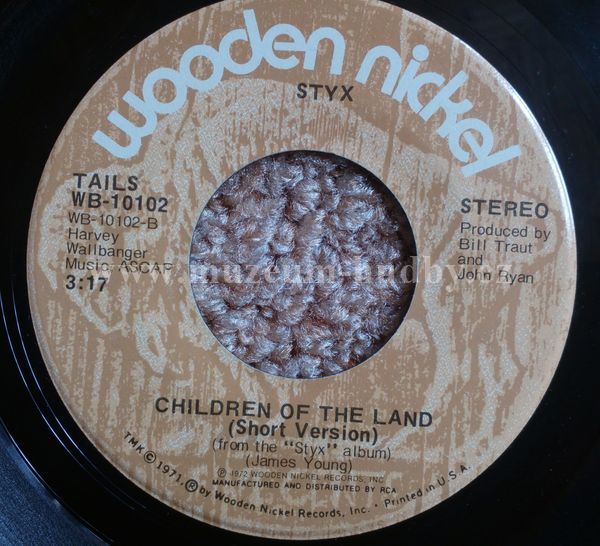 wooden nickel
STYX
TAILS
WB-10102
WB-10102-B
Harvey
Wallbanger
Music ASCAP
3:17
STEREO
Produced by
Bill Traut
and
John Ryan
CHILDREN OF THE LAND
(Short Version)
(from the "Styx" album)
(James Young)
℗ 1972 WOODEN NICKEL RECORDS, INC
MANUFACTURED AND DISTRIBUTED BY RCA
TMK © 1971, ® by Wooden Nickel Records, Inc. • Printed in U.S.A.